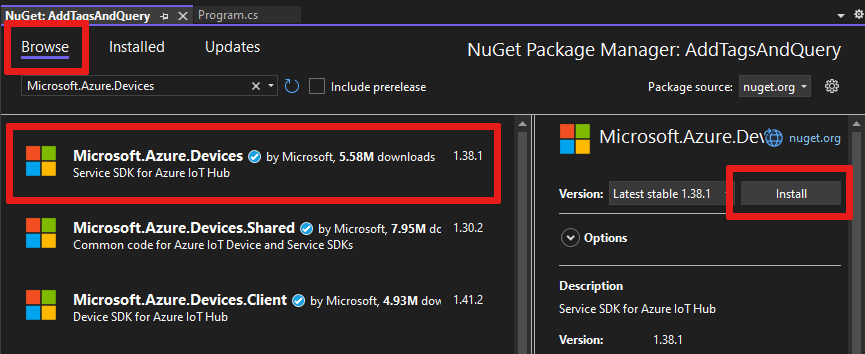 NuGet: AddTagsAndQuery Program.cs
Browse Installed Updates NuGet Package Manager: AddTagsAndQuery
Microsoft.Azure.Devices Include prerelease Package source: nuget.org
Microsoft.Azure.Devices by Microsoft, 5.58M downloads 1.38.1
Service SDK for Azure IoT Hub
Microsoft.Azure.Devices.Shared by Microsoft, 7.95M dc 1.30.2
Common code for Azure IoT Device and Service SDKs
Microsoft.Azure.Devices.Client by Microsoft, 4.93M dow 1.41.2
Device SDK for Azure IoT Hub
Microsoft.Azure.Dev nuget.org
Version: Latest stable 1.38.1 Install
Options
Description
Service SDK for Azure IoT Hub
Version: 1.38.1